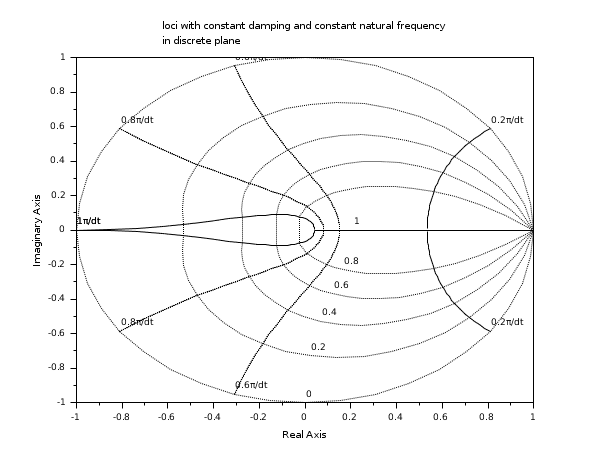 loci with constant damping and constant natural frequency
in discrete plane
1
0.8π/dt
0.2π/dt
0.6
0.4
0.2
1π/dt
1
0
Imaginary Axis
0.8
-0.2
0.6
-0.4
0.4
0.8π/dt
0.2π/dt
-0.6
0.2
-0.8
0.6π/dt
0
-1
-1
-0.8
-0.6
-0.4
-0.2
0
0.2
0.4
0.6
0.8
1
Real Axis